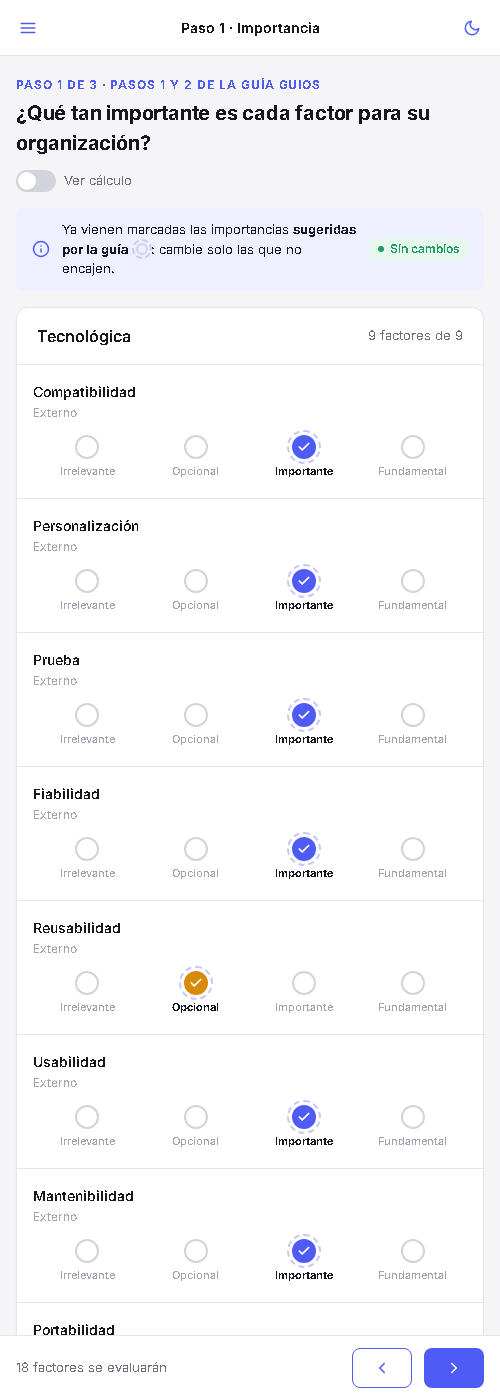 Paso 1 · Importancia
PASO 1 DE 3 · PASOS 1 Y 2 DE LA GUÍA GUIOS
¿Qué tan importante es cada factor para su
organización?
Ver cálculo
Ya vienen marcadas las importancias sugeridas
por la guía : cambie solo las que no
encajen.
Sin cambios
Tecnológica
9 factores de 9
Compatibilidad
Externo
Irrelevante Opcional Importante Fundamental
Personalización
Externo
Irrelevante Opcional Importante Fundamental
Prueba
Externo
Irrelevante Opcional Importante Fundamental
Fiabilidad
Externo
Irrelevante Opcional Importante Fundamental
Reusabilidad
Externo
Irrelevante Opcional Importante Fundamental
Usabilidad
Externo
Irrelevante Opcional Importante Fundamental
Mantenibilidad
Externo
Irrelevante Opcional Importante Fundamental
Portabilidad
18 factores se evaluarán